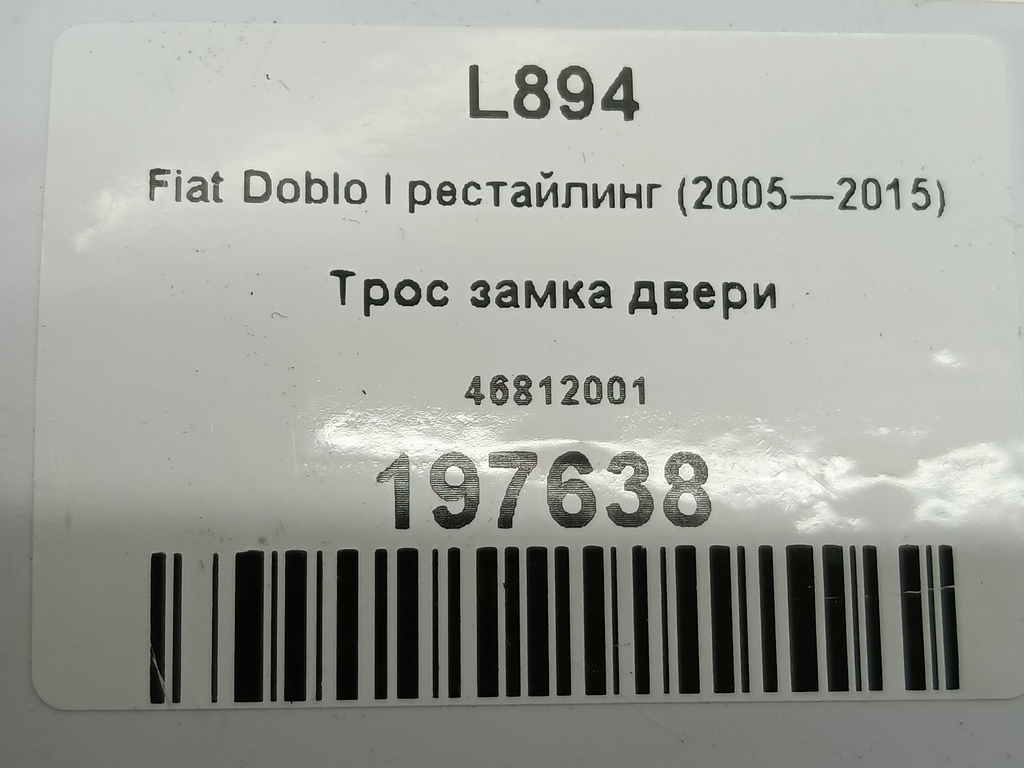 L894
Fiat Doblo I рестайлинг (2005—2015)
Трос замка двери
46812001
197638